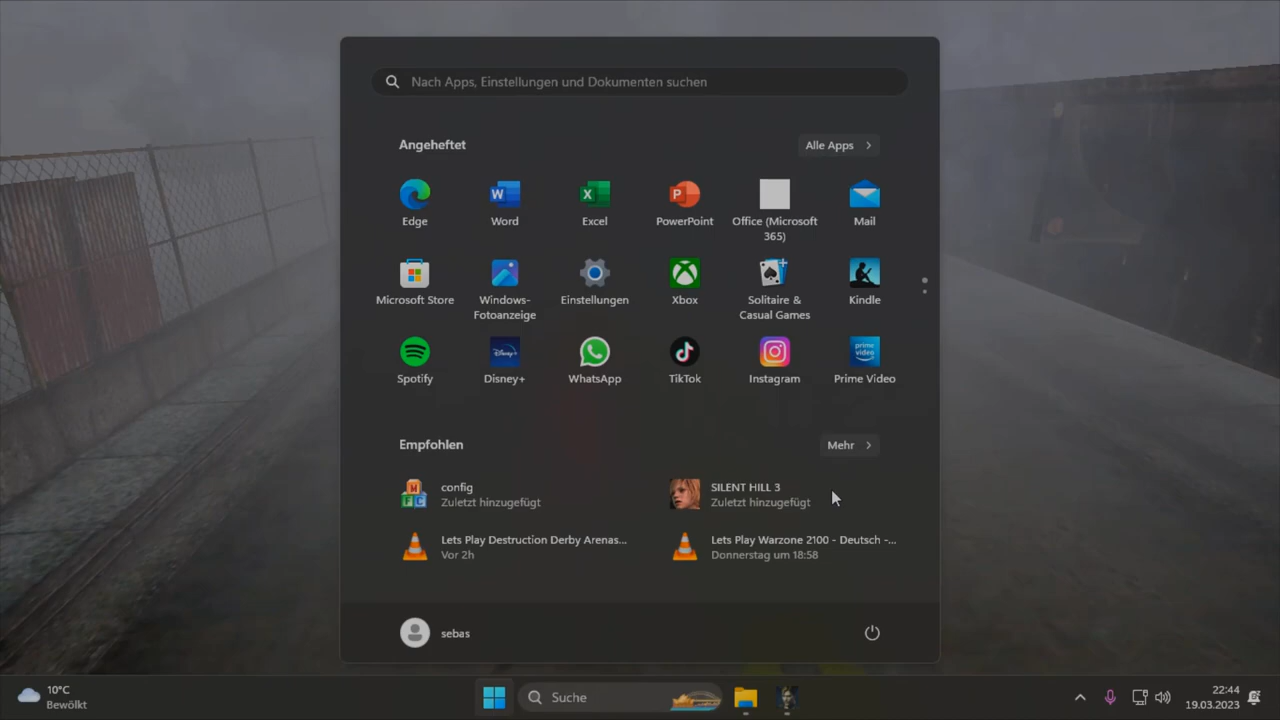 Nach Apps, Einstellungen und Dokumenten suchen
Angeheftet
Alle Apps
Edge
Word
Excel
PowerPoint
Office (Microsoft
365)
Mail
Microsoft Store
Windows-
Fotoanzeige
Einstellungen
Xbox
Solitaire &
Casual Games
Kindle
Spotify
Disney+
WhatsApp
TikTok
Instagram
prime
video
Prime Video
Empfohlen
Mehr
config
Zuletzt hinzugefügt
SILENT HILL 3
Zuletzt hinzugefügt
Lets Play Destruction Derby Arenas...
Vor 2h
Lets Play Warzone 2100 - Deutsch -...
Donnerstag um 18:58
sebas
10°C
Bewölkt
Suche
22:44
19.03.2023